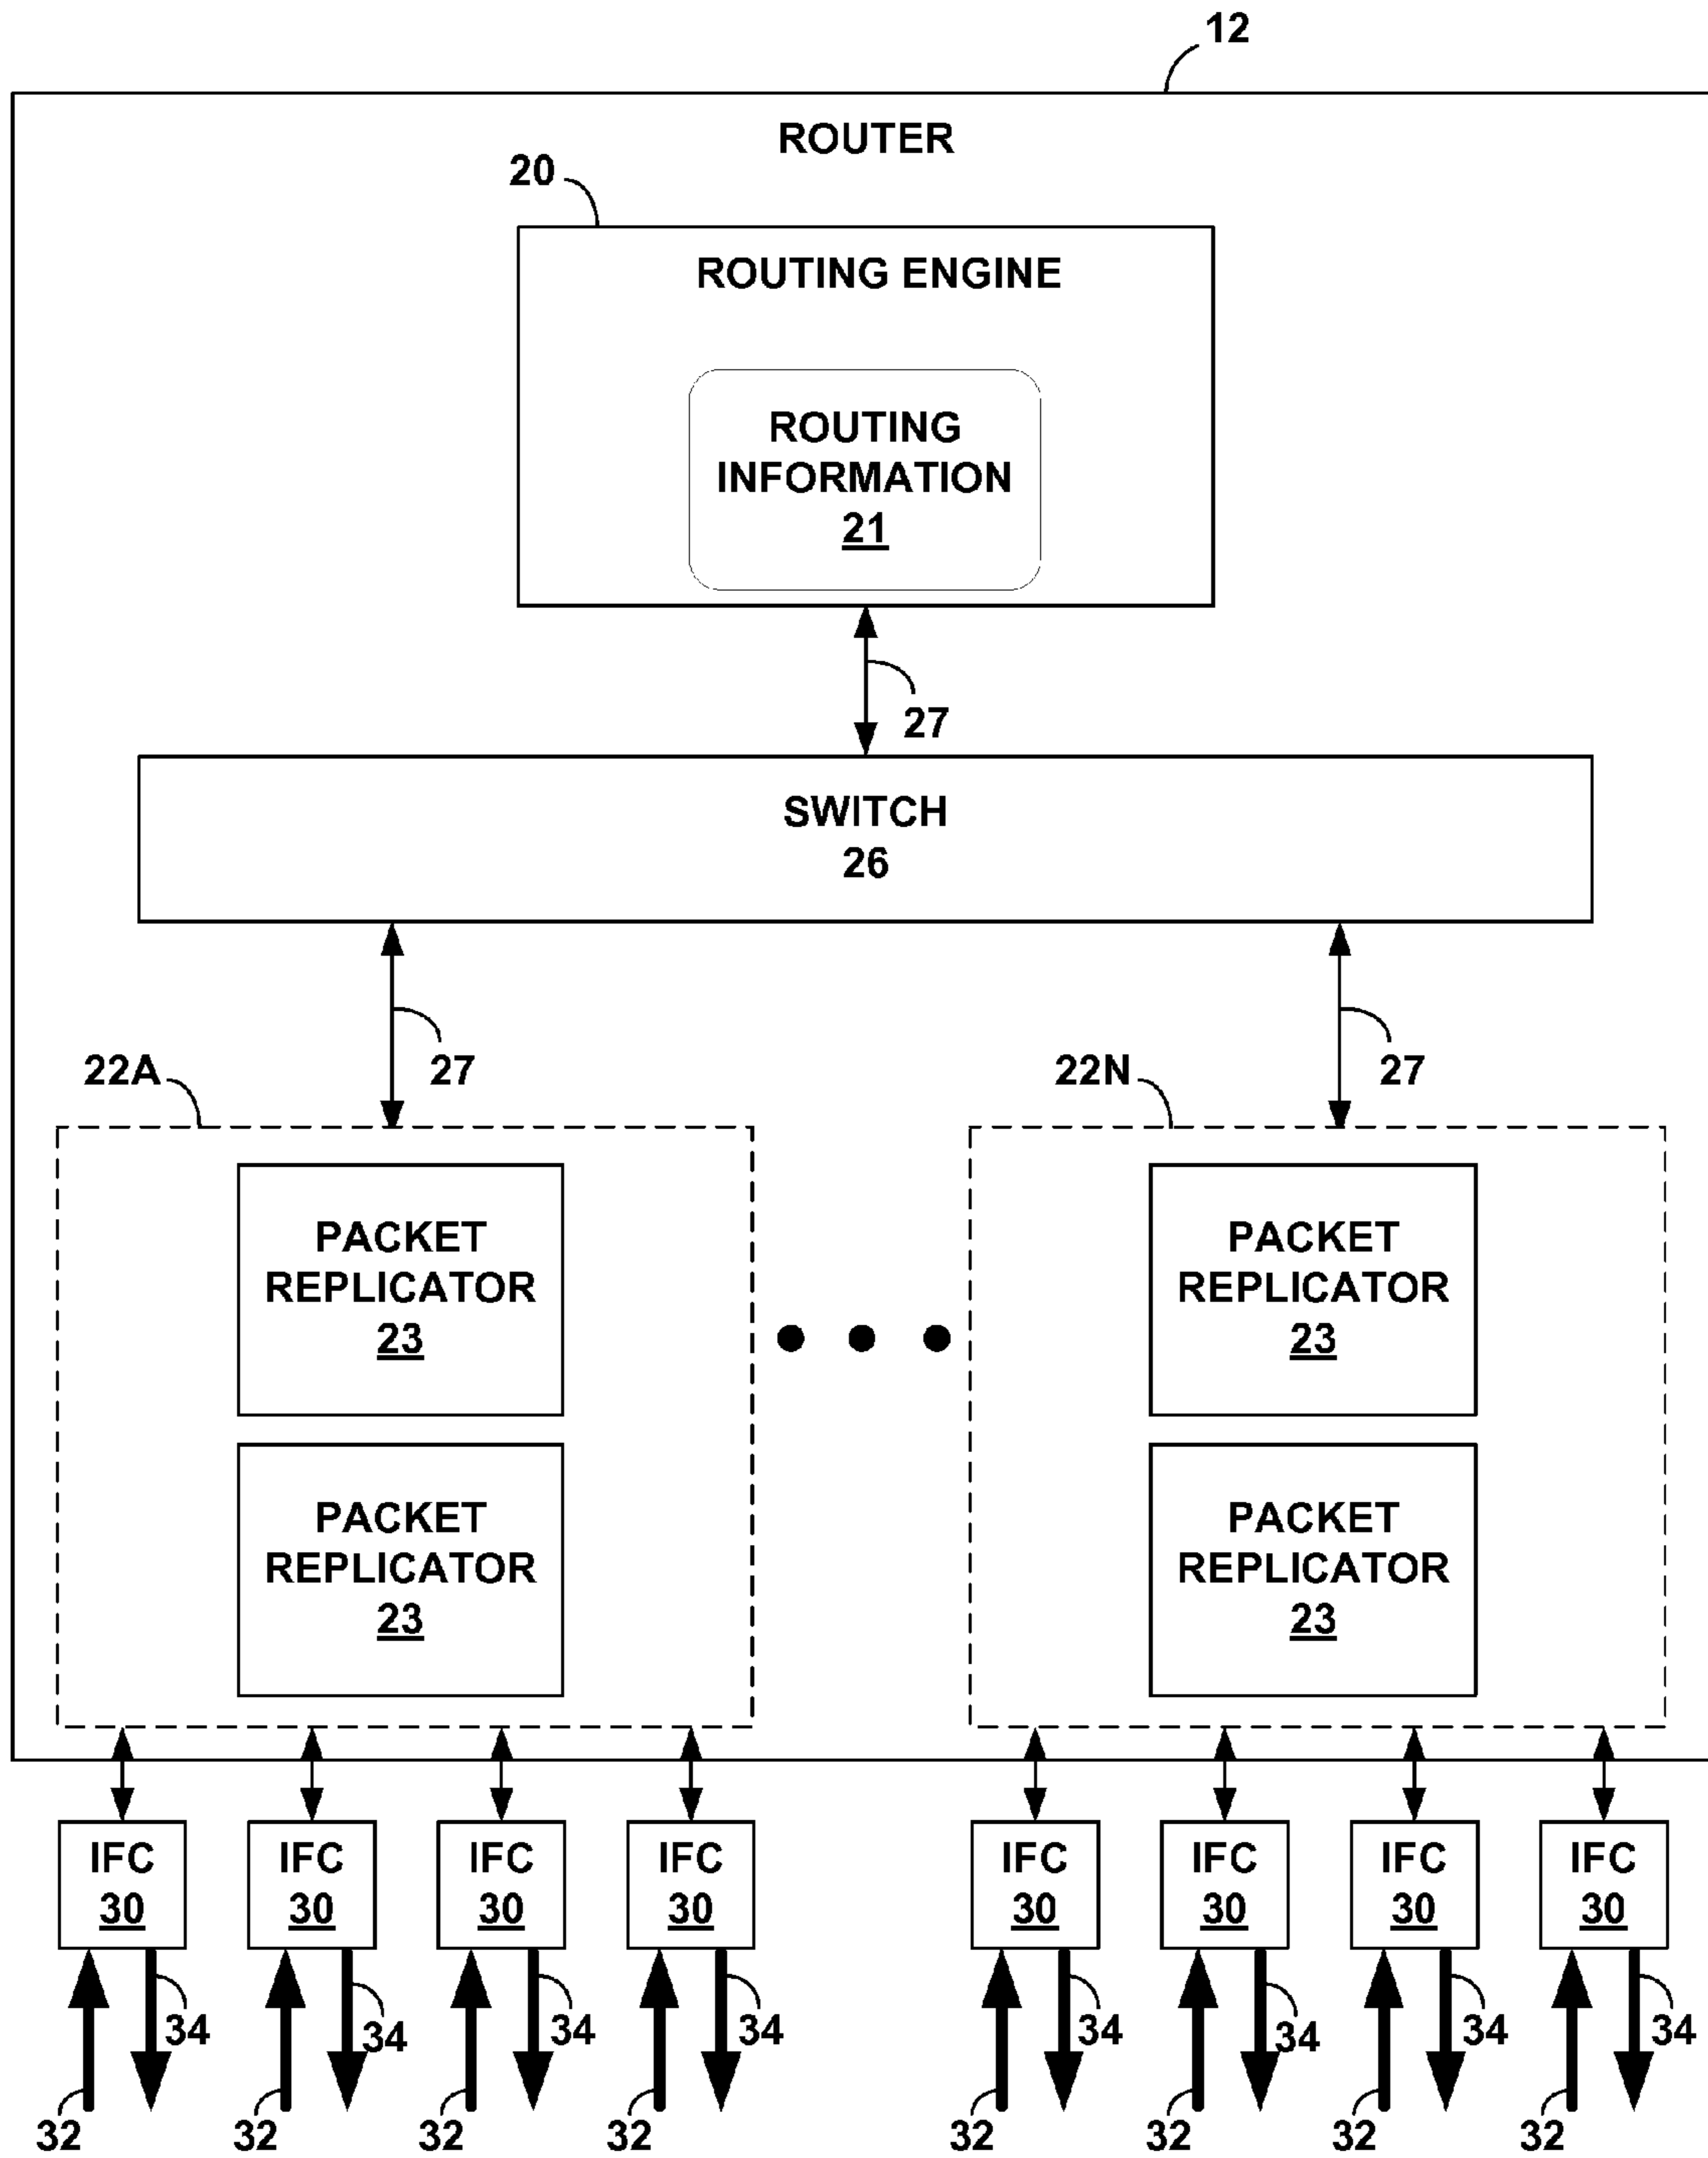 12
ROUTER
20
ROUTING ENGINE
ROUTING
INFORMATION
21
27
SWITCH
26
27
27
22A
22N
PACKET
REPLICATOR
23
PACKET
REPLICATOR
23
PACKET
REPLICATOR
23
PACKET
REPLICATOR
23
IFC
30
IFC
30
IFC
30
IFC
30
IFC
30
IFC
30
IFC
30
IFC
30
34
34
34
34
34
34
34
34
32
32
32
32
32
32
32
32